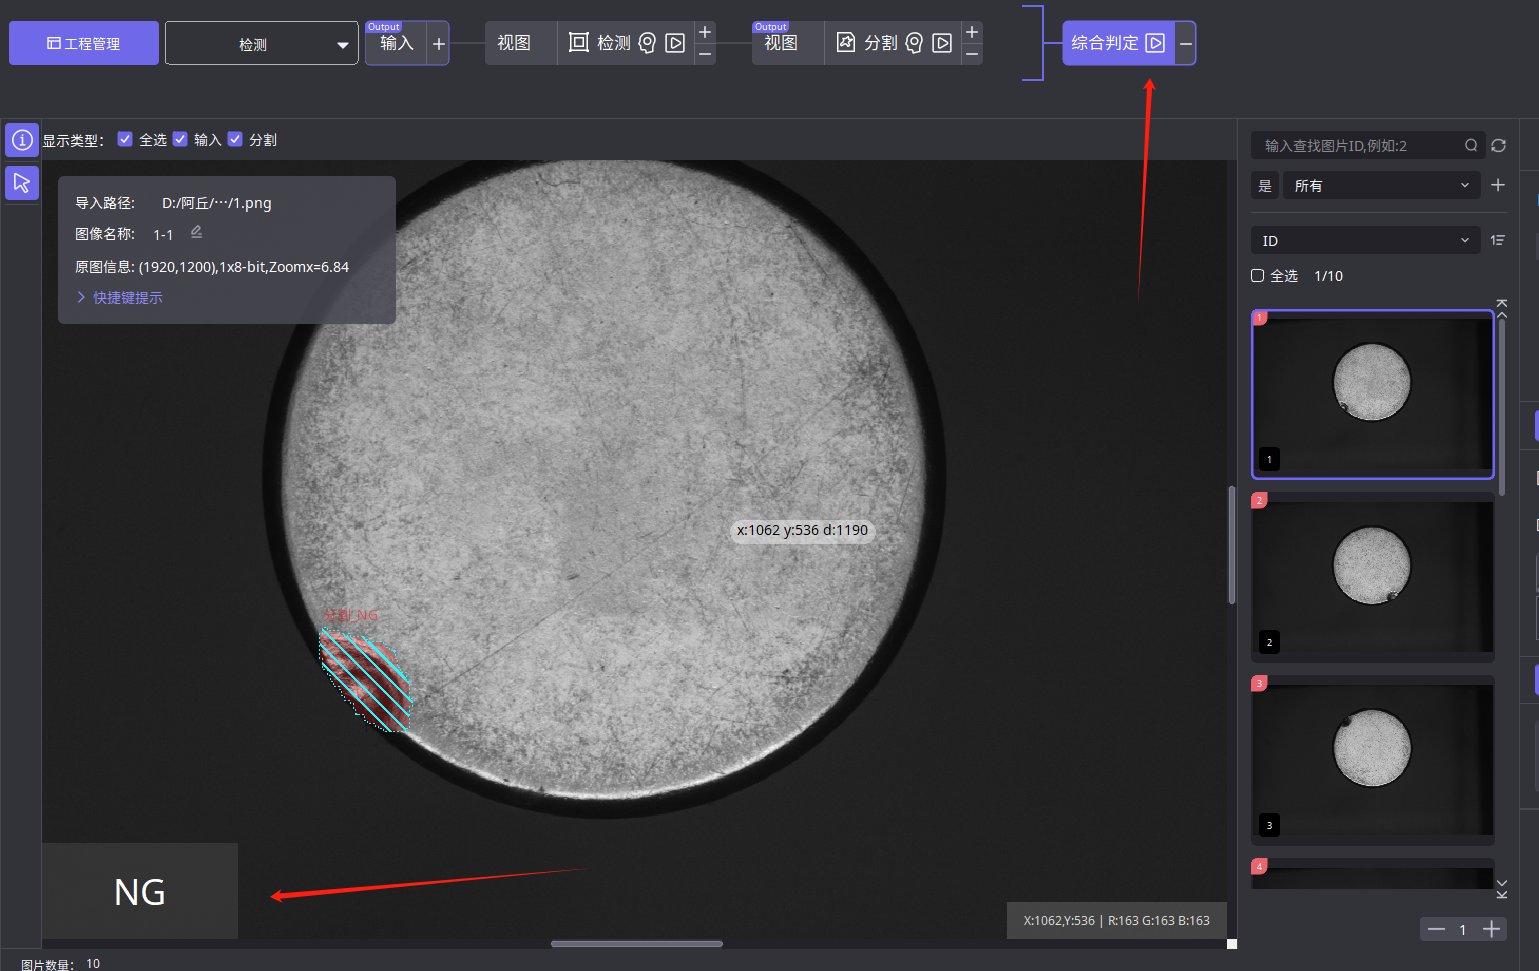 工程管理
检测
Output
输入
+
视图
检测
+
−
Output
视图
分割
+
−
综合判定
−
显示类型:
全选
输入
分割
导入路径: D:/阿丘/···/1.png
图像名称: 1-1
原图信息: (1920,1200),1x8-bit,Zoomx=6.84
快捷键提示
x:1062 y:536 d:1190
分割_NG
NG
X:1062,Y:536 | R:163 G:163 B:163
图片数量: 10
输入查找图片ID,例如:2
是
所有
+
ID
全选 1/10
1
1
2
2
3
3
4
− 1 +